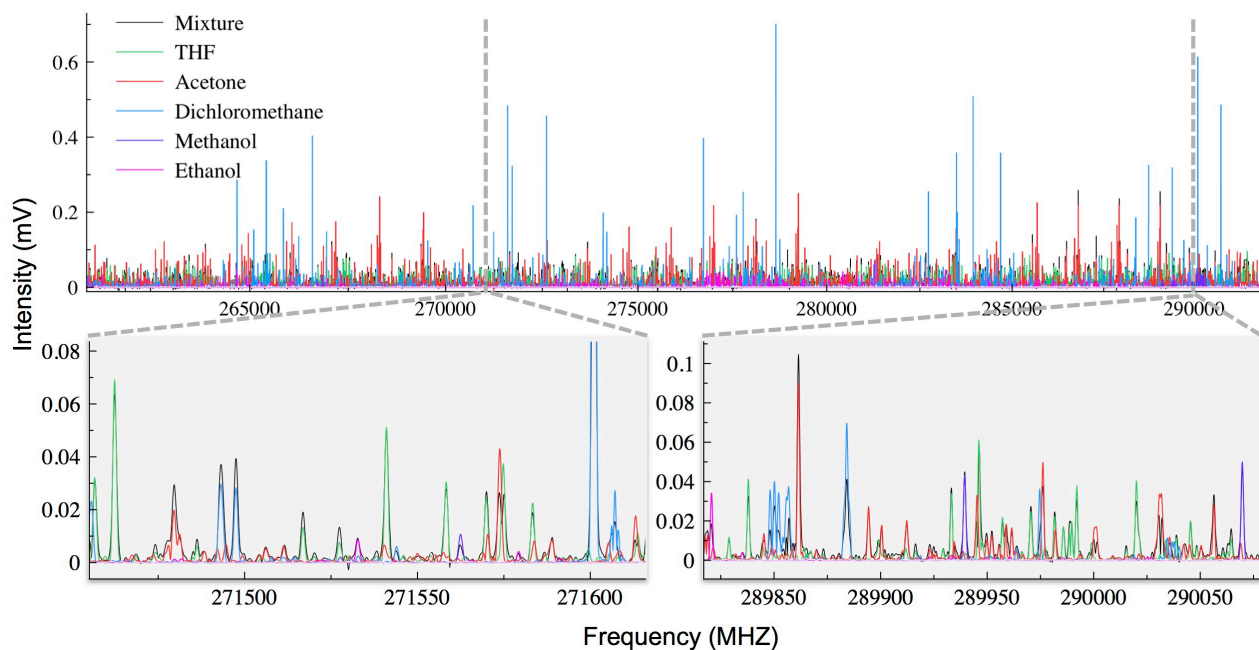 Mixture
THF
Acetone
Dichloromethane
Methanol
Ethanol
Intensity (mV)
0.6
0.4
0.2
0
265000 270000 275000 280000 285000 290000
0.08
0.06
0.04
0.02
0
271500 271550 271600
0.1
0.08
0.06
0.04
0.02
0
289850 289900 289950 290000 290050
Frequency (MHZ)